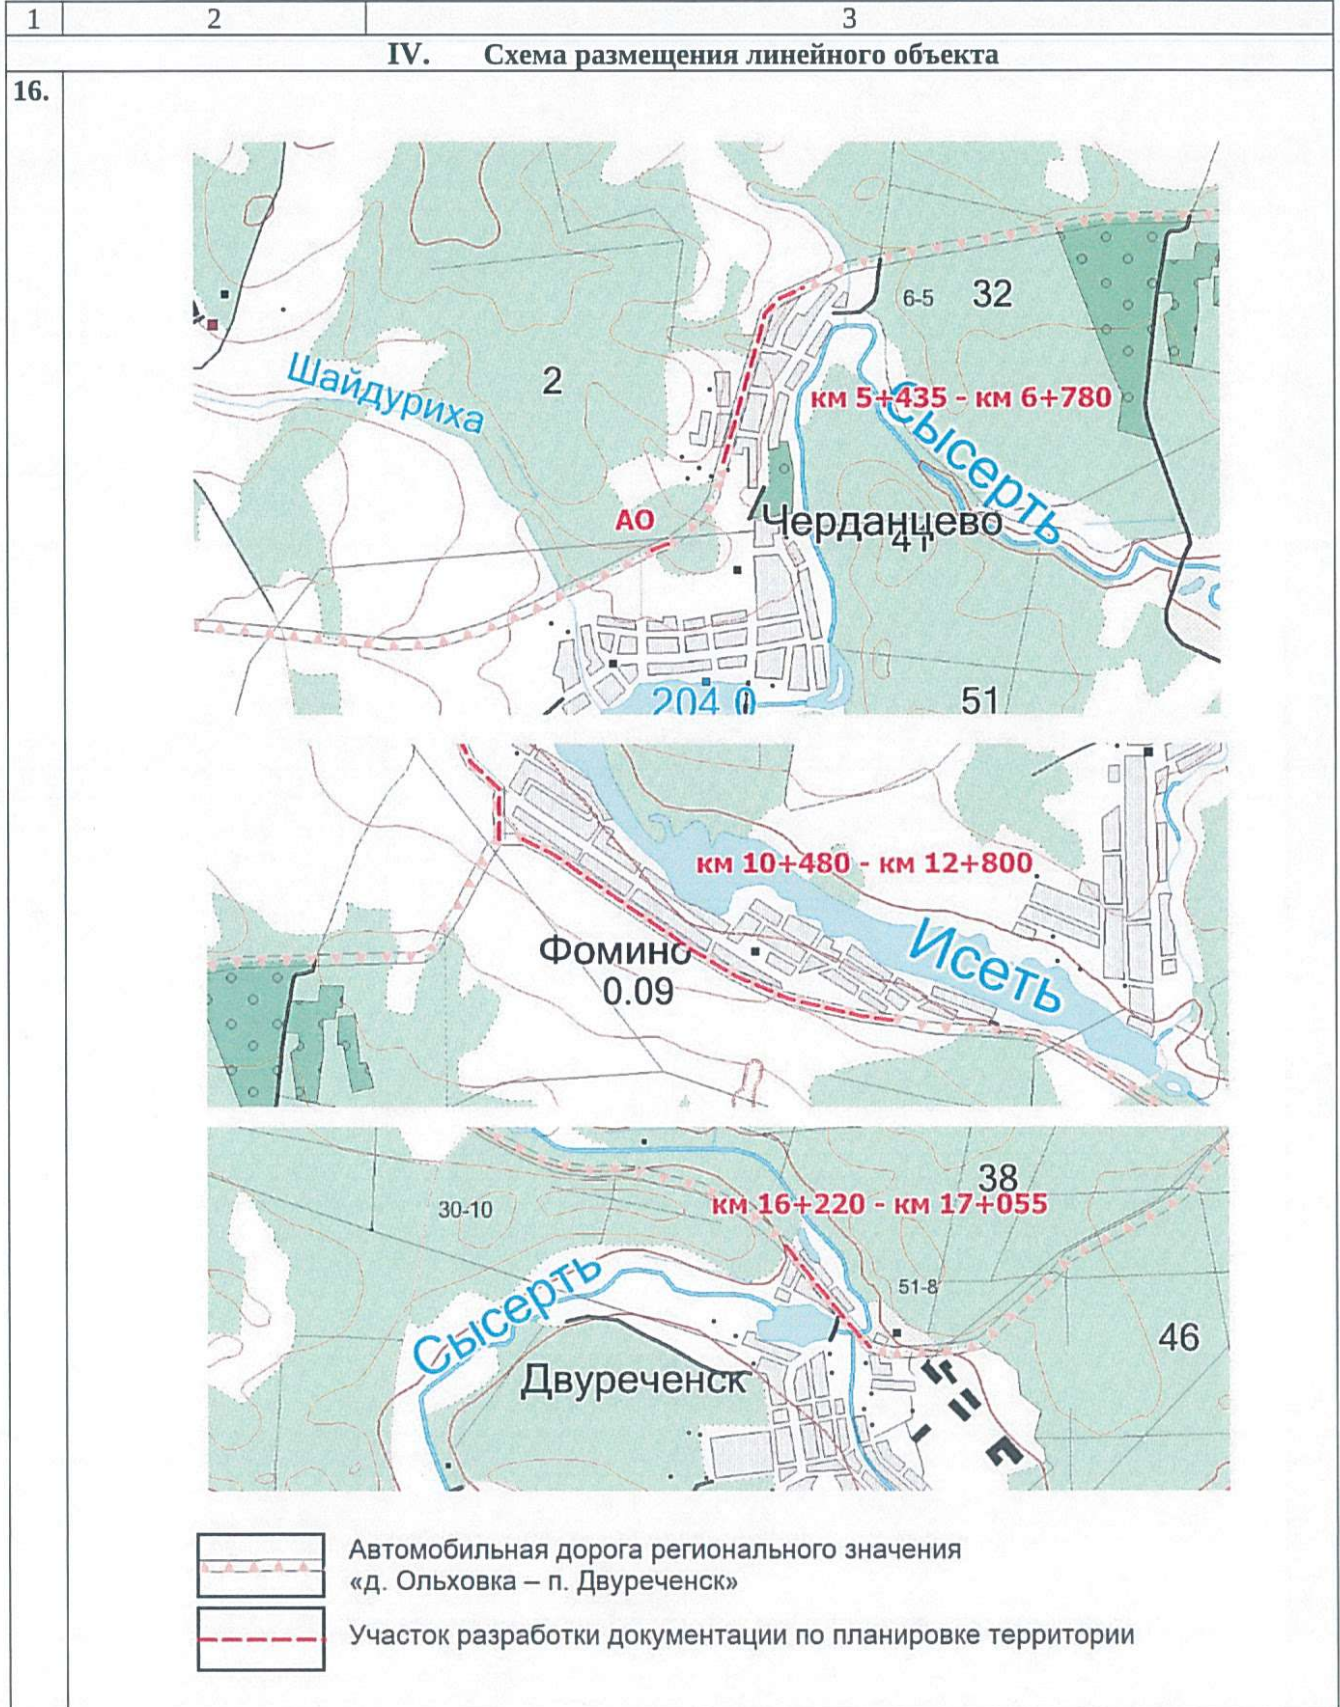 1 2 3
IV. Схема размещения линейного объекта
16.
6-5 32
2
Шайдуриха
км 5+435 - км 6+780
Сысерть
АО
Черданцево
41
204.0
51
км 10+480 - км 12+800
Исеть
Фомино
0.09
38
км 16+220 - км 17+055
30-10
51-8
Сысерть
46
Двуреченск
Автомобильная дорога регионального значения
«д. Ольховка – п. Двуреченск»
Участок разработки документации по планировке территории